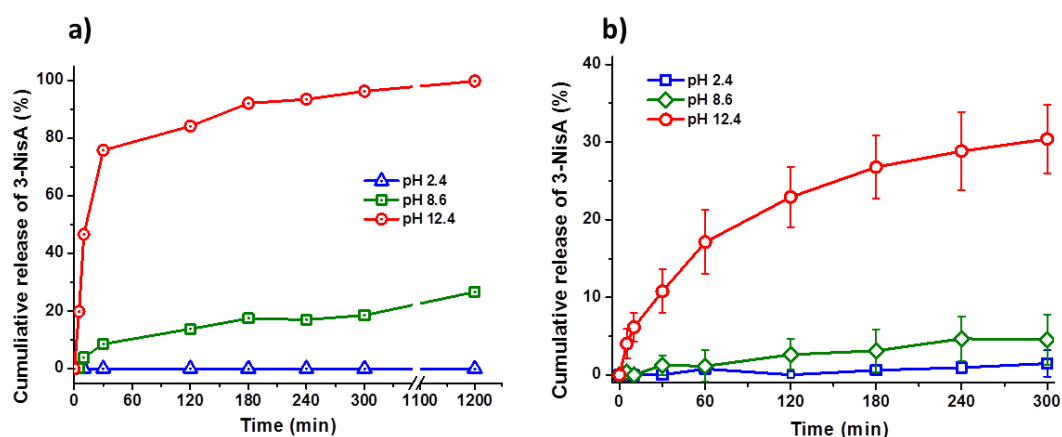 a)
Cumuliative release of 3-NisA (%)
100
80
60
40
20
0
pH 2.4
pH 8.6
pH 12.4
0 60 120 180 240 300 1100 1200
Time (min)
b)
Cumulative release of 3-NisA (%)
40
30
20
10
0
pH 2.4
pH 8.6
pH 12.4
0 60 120 180 240 300
Time (min)